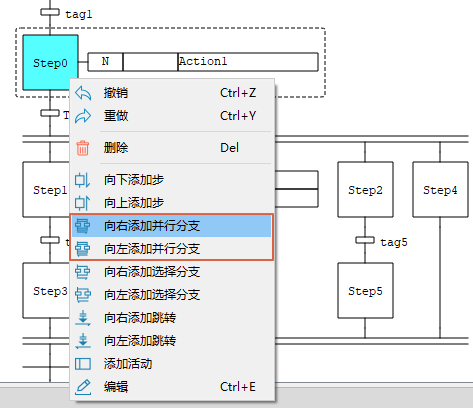 tag1
Step0
N Action1
T
撤销 Ctrl+Z
重做 Ctrl+Y
删除 Del
向下添加步
向上添加步
向右添加并行分支
向左添加并行分支
向右添加选择分支
向左添加选择分支
向右添加跳转
向左添加跳转
添加活动
编辑 Ctrl+E
Step1
Step2
Step4
t
tag5
Step3
Step5